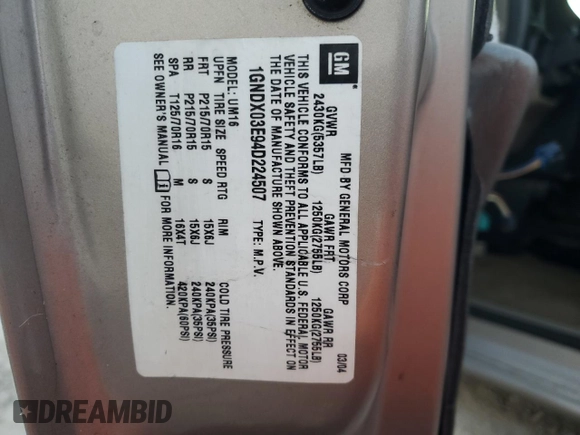 GM
MFD BY GENERAL MOTORS CORP 03/04
GVWR GAWR FRT GAWR RR
2430KG(5357LB) 1250KG(2755LB) 1250KG(2755LB)
THIS VEHICLE CONFORMS TO ALL APPLICABLE U.S. FEDERAL MOTOR
VEHICLE SAFETY AND THEFT PREVENTION STANDARDS IN EFFECT ON
THE DATE OF MANUFACTURE SHOWN ABOVE.
1GNDX03E94D224507 TYPE: M.P.V.
MODEL: UM16
UPFN TIRE SIZE SPEED RTG RIM COLD TIRE PRESSURE
FRT P215/70R15 S 15X6J 240KPA(35PSI)
RR P215/70R15 S 15X6J 240KPA(35PSI)
SPA T125/70R16 M 16X4T 420KPA(60PSI)
SEE OWNER'S MANUAL FOR MORE INFORMATION.
DREAMBID